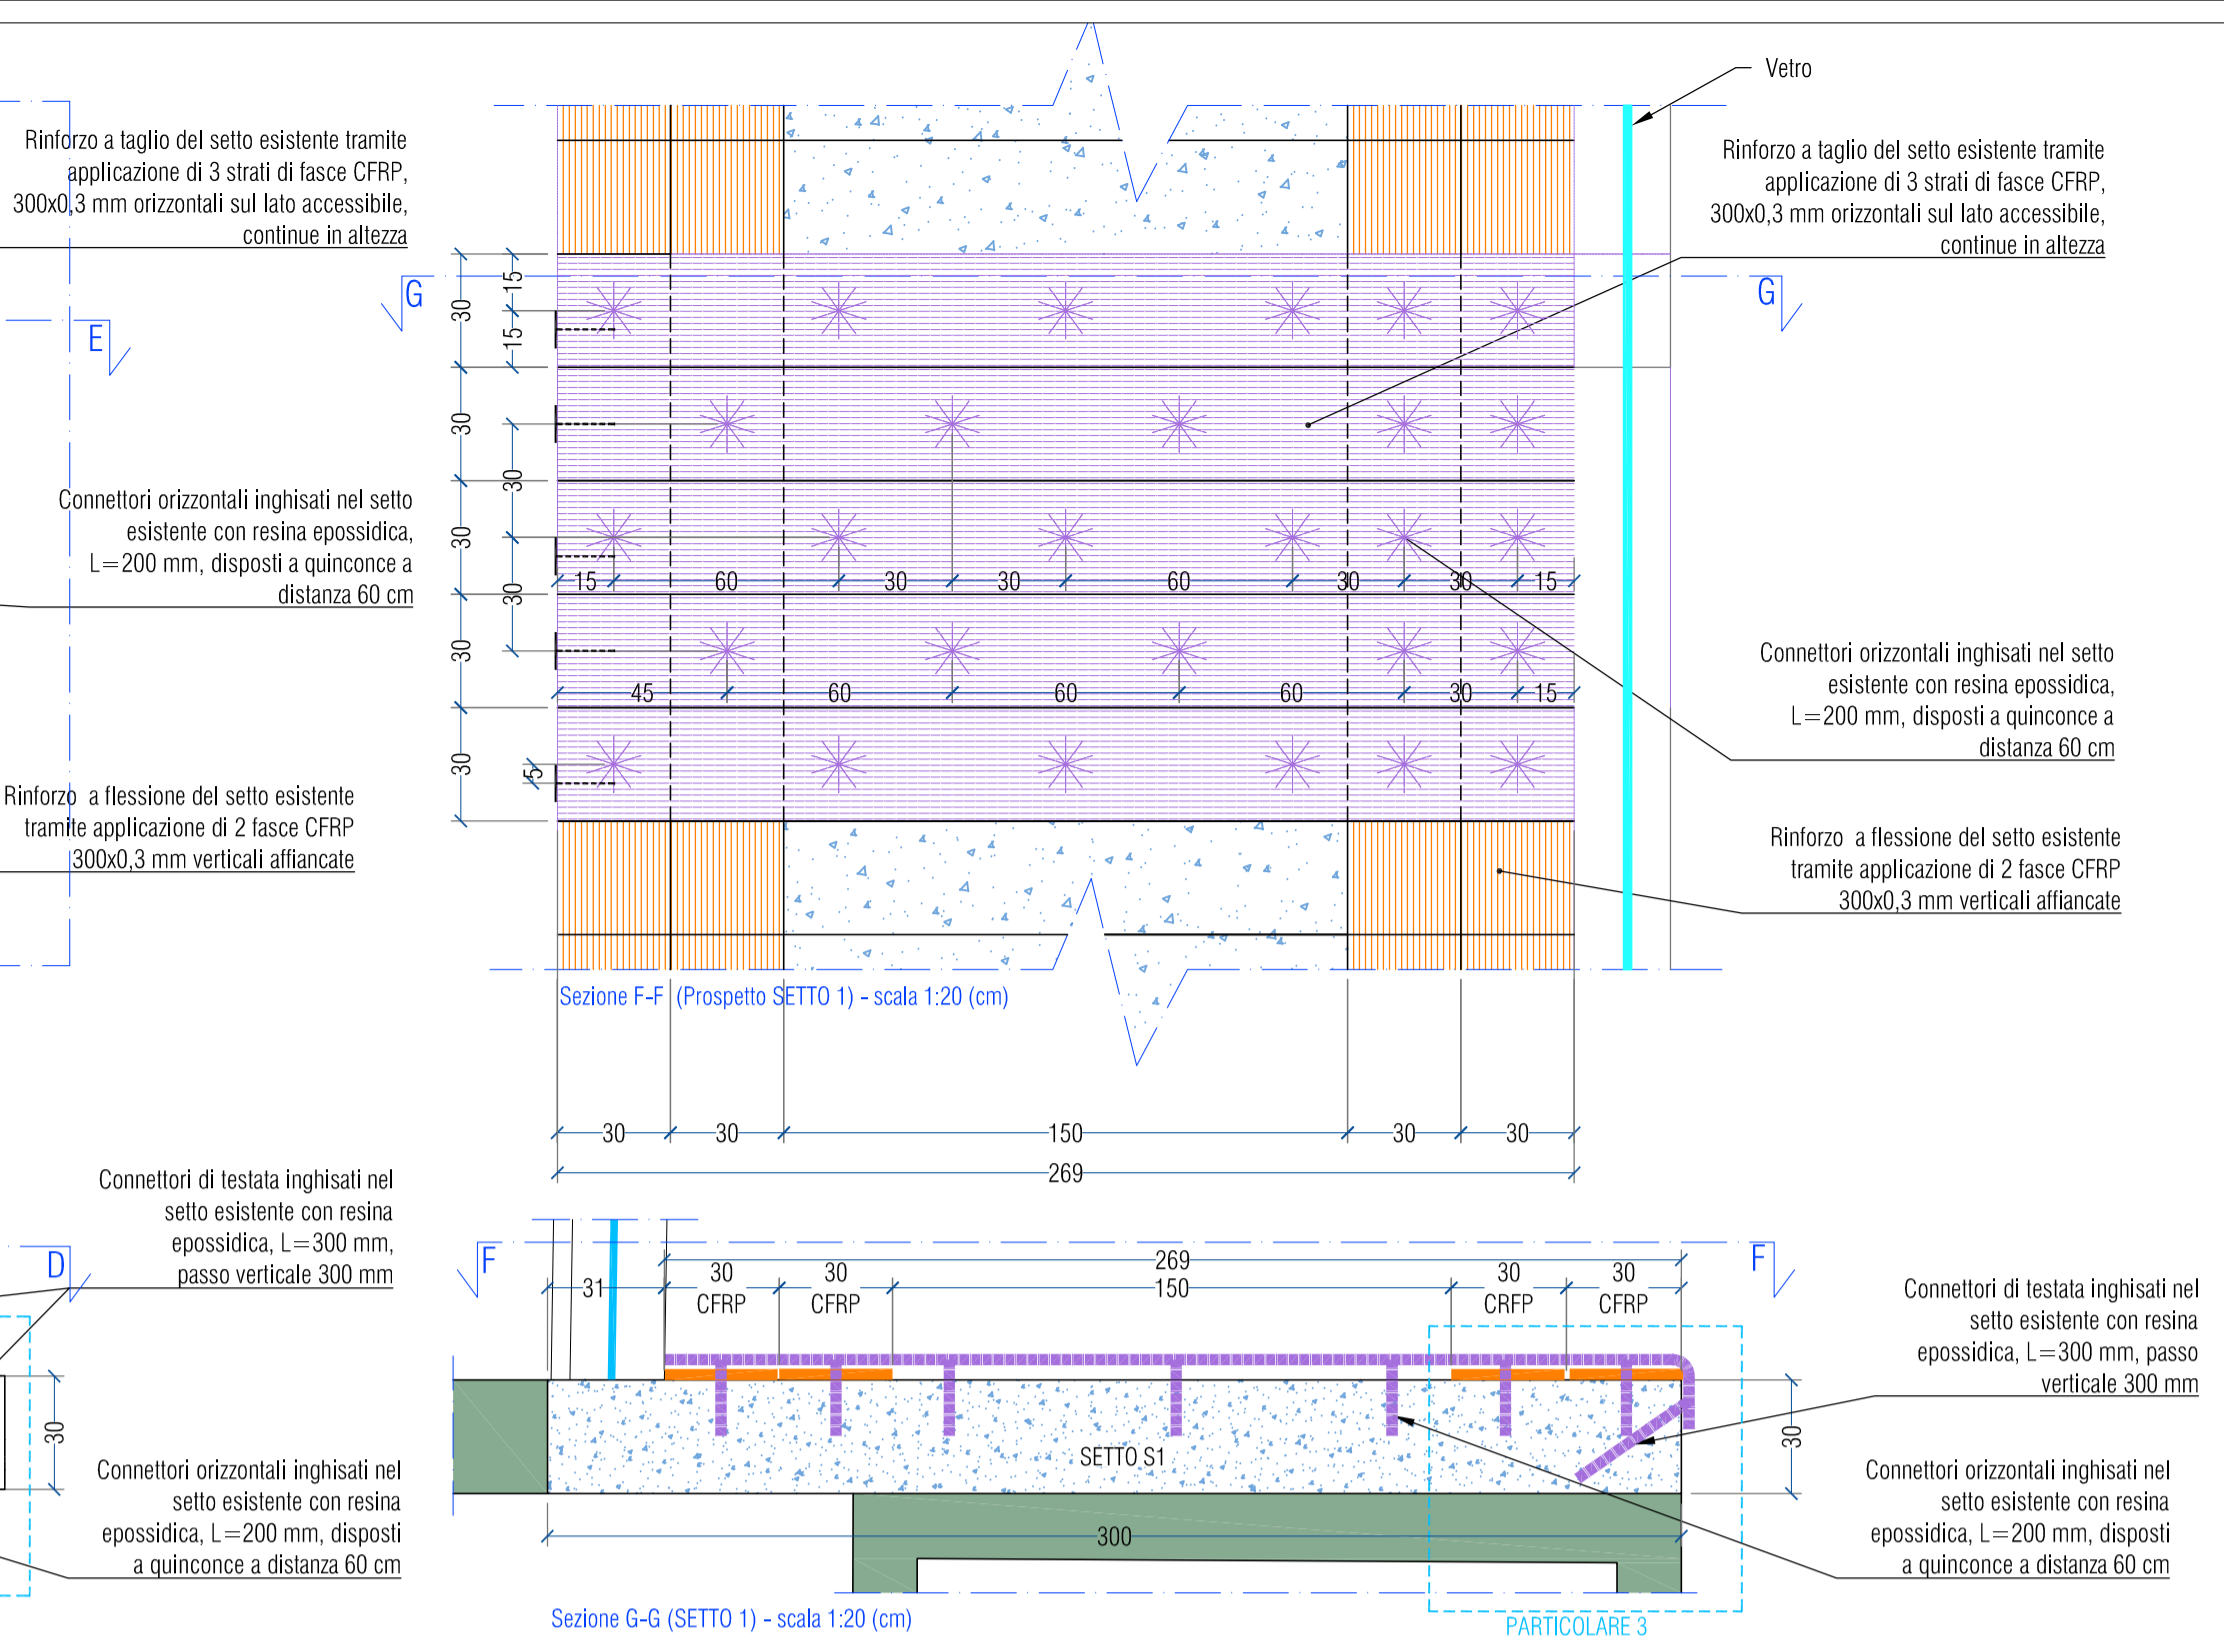 Vetro
Rinforzo a taglio del setto esistente tramite
applicazione di 3 strati di fasce CFRP,
300x0,3 mm orizzontali sul lato accessibile,
continue in altezza
Rinforzo a taglio del setto esistente tramite
applicazione di 3 strati di fasce CFRP,
300x0,3 mm orizzontali sul lato accessibile,
continue in altezza
G
G
E
30
15
15
30
30
30
30
30
30
5
Connettori orizzontali inghisati nel setto
esistente con resina epossidica,
L=200 mm, disposti a quinconce a
distanza 60 cm
15 60 30 30 60 30 30 15
45 60 60 60 30 15
Connettori orizzontali inghisati nel setto
esistente con resina epossidica,
L=200 mm, disposti a quinconce a
distanza 60 cm
Rinforzo a flessione del setto esistente
tramite applicazione di 2 fasce CFRP
300x0,3 mm verticali affiancate
Rinforzo a flessione del setto esistente
tramite applicazione di 2 fasce CFRP
300x0,3 mm verticali affiancate
Sezione F-F (Prospetto SETTO 1) - scala 1:20 (cm)
30 30 150 30 30
269
Connettori di testata inghisati nel
setto esistente con resina
epossidica, L=300 mm,
passo verticale 300 mm
D
30
Connettori orizzontali inghisati nel
setto esistente con resina
epossidica, L=200 mm, disposti
a quinconce a distanza 60 cm
F
F
269
31
30
CFRP
30
CFRP
150
30
CRFP
30
CFRP
Connettori di testata inghisati nel
setto esistente con resina
epossidica, L=300 mm, passo
verticale 300 mm
SETTO S1
30
300
Connettori orizzontali inghisati nel
setto esistente con resina
epossidica, L=200 mm, disposti
a quinconce a distanza 60 cm
Sezione G-G (SETTO 1) - scala 1:20 (cm)
PARTICOLARE 3